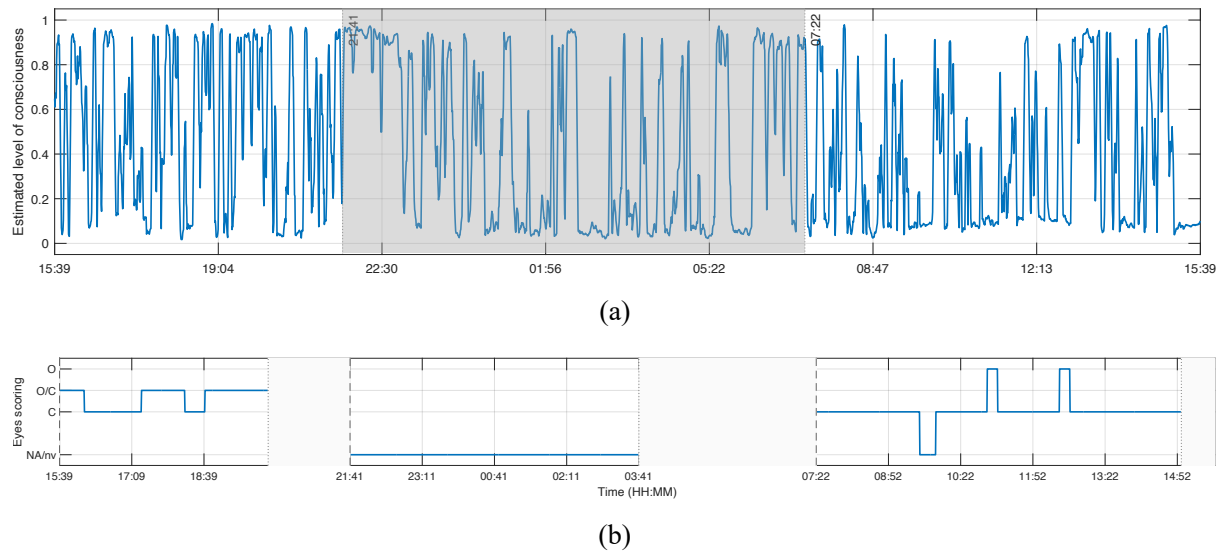 Estimated level of consciousness
1
0.8
0.6
0.4
0.2
0
21:41
07:22
15:39 19:04 22:30 01:56 05:22 08:47 12:13 15:39
(a)
Eyes scoring
O
O/C
C
NA/nv
15:39 17:09 18:39 21:41 23:11 00:41 02:11 03:41 07:22 08:52 10:22 11:52 13:22 14:52
Time (HH:MM)
(b)